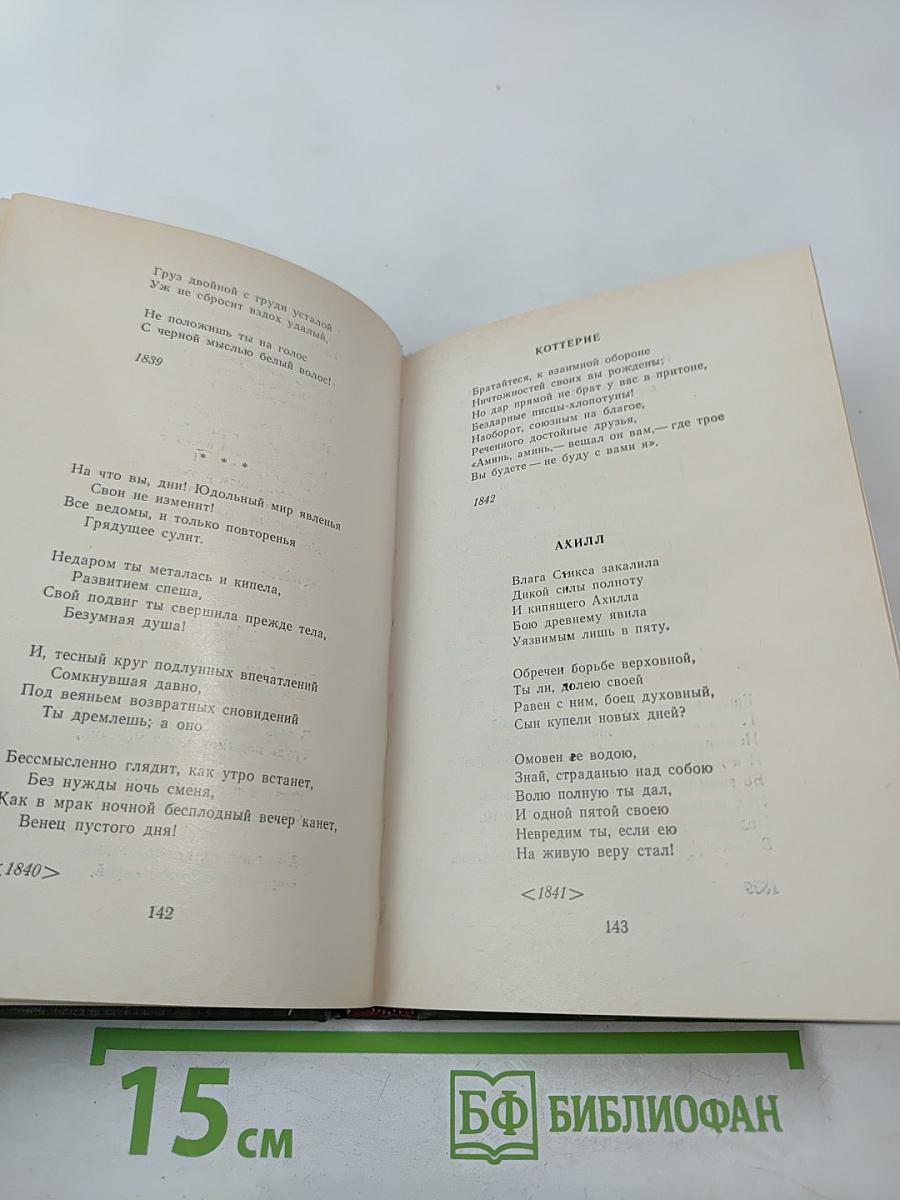 Груз двойной с груди усталой
Уж не сбросит вздох удалый,
Не положишь ты на голос
С черной мыслью белый волос!
1839
* * *
На что вы, дни! Юдольный мир явленья
Свои не изменит!
Все ведомы, и только повторенья
Грядущее сулит.
Недаром ты металась и кипела,
Развитием спеша,
Свой подвиг ты свершила прежде тела,
Безумная душа!
И, тесный круг подлунных впечатлений
Сомкнувшая давно,
Под веяньем возвратных сновидений
Ты дремлешь; а оно
Бессмысленно глядит, как утро встанет,
Без нужды ночь сменя,
Как в мрак ночной бесплодный вечер канет,
Венец пустого дня!
<1840>
142
КОТТЕРИЕ
Братайтеся, к взаимной обороне
Ничтожностей своих вы рождены;
Но дар прямой не брат у вас в притоне,
Бездарные писцы-хлопотуны!
Наоборот, союзным на благое,
Реченного достойные друзья,
«Аминь, аминь,— вещал он вам,— где трое
Вы будете — не буду с вами я».
1842
АХИЛЛ
Влага Стикса закалила
Дикой силы полноту
И кипящего Ахилла
Бою древнему явила
Уязвимым лишь в пяту.
Обречен борьбе верховной,
Ты ли, долею своей
Равен с ним, боец духовный,
Сын купели новых дней?
Омовен ее водою,
Знай, страданью над собою
Волю полную ты дал,
И одной пятой своею
Невредим ты, если ею
На живую веру стал!
<1841>
143
15 см
БФ БИБЛИОФАН